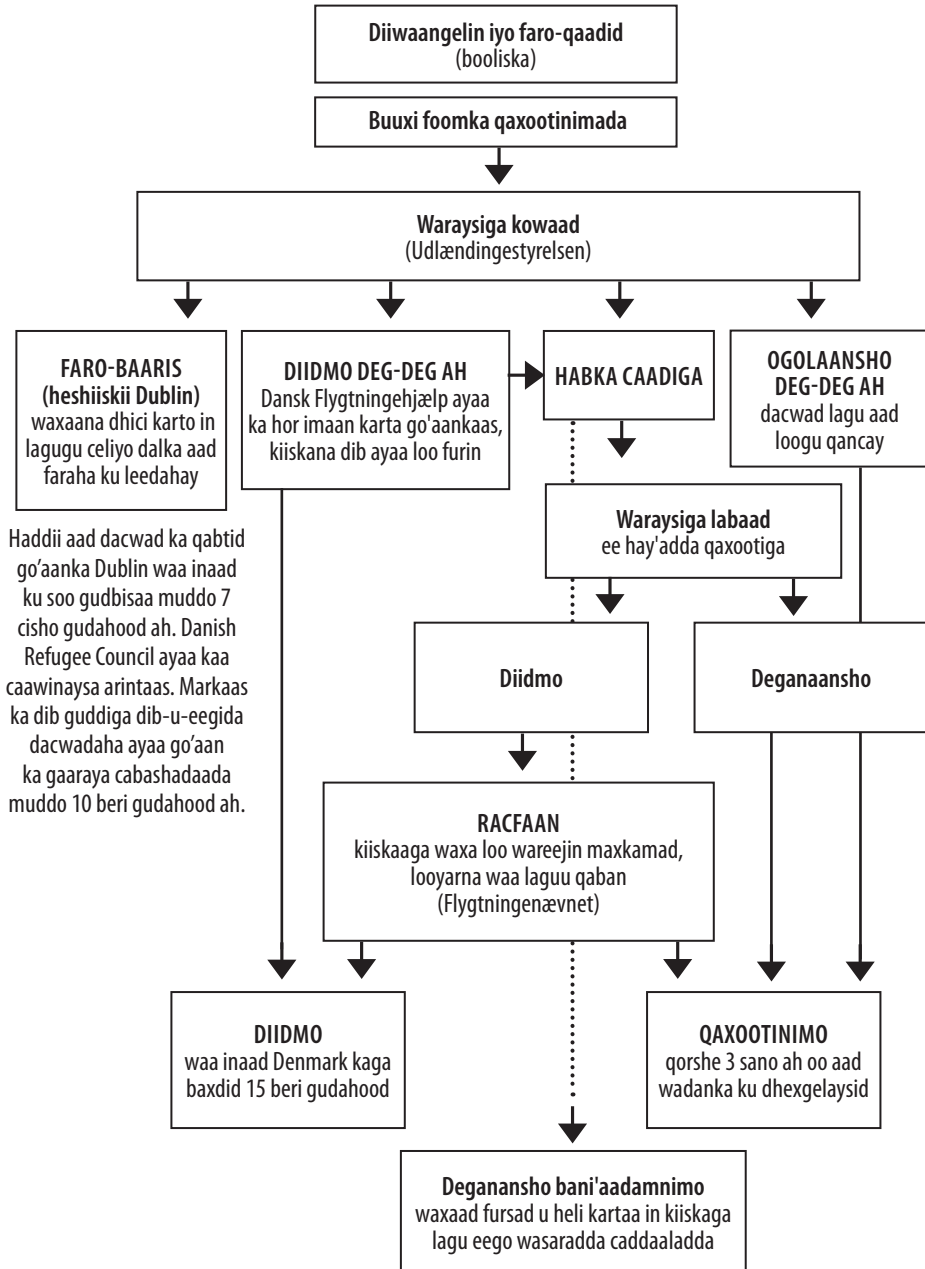 Diiwaangelin iyo faro-qaadid
(booliska)
Buuxi foomka qaxootinimada
Waraysiga kowaad
(Udlændingestyrelsen)
FARO-BAARIS
(heshiiskii Dublin)
waxaana dhici karto in
lagugu celiyo dalka aad
faraha ku leedahay
DIIDMO DEG-DEG AH
Dansk Flygtningehjælp ayaa
ka hor imaan karta go'aankaas,
kiiskana dib ayaa loo furin
HABKA CAADIGA
OGOLAANSHO
DEG-DEG AH
dacwad lagu aad
loogu qancay
Haddii aad dacwad ka qabtid
go'aanka Dublin waa inaad
ku soo gudbisaa muddo 7
cisho gudahood ah. Danish
Refugee Council ayaa kaa
caawinaysa arintaas. Markaas
ka dib guddiga dib-u-eegida
dacwadaha ayaa go'aan
ka gaaraya cabashadaada
muddo 10 beri gudahood ah.
Waraysiga labaad
ee hay'adda qaxootiga
Diidmo
Deganaansho
RACFAAN
kiiskaaga waxa loo wareejin maxkamad,
looyarna waa laguu qaban
(Flygtningenævnet)
DIIDMO
waa inaad Denmark kaga
baxdid 15 beri gudahood
QAXOOTINIMO
qorshe 3 sano ah oo aad
wadanka ku dhexgelaysid
Deganansho bani'aadamnimo
waxaad fursad u heli kartaa in kiiskaga
lagu eego wasaradda caddaaladda